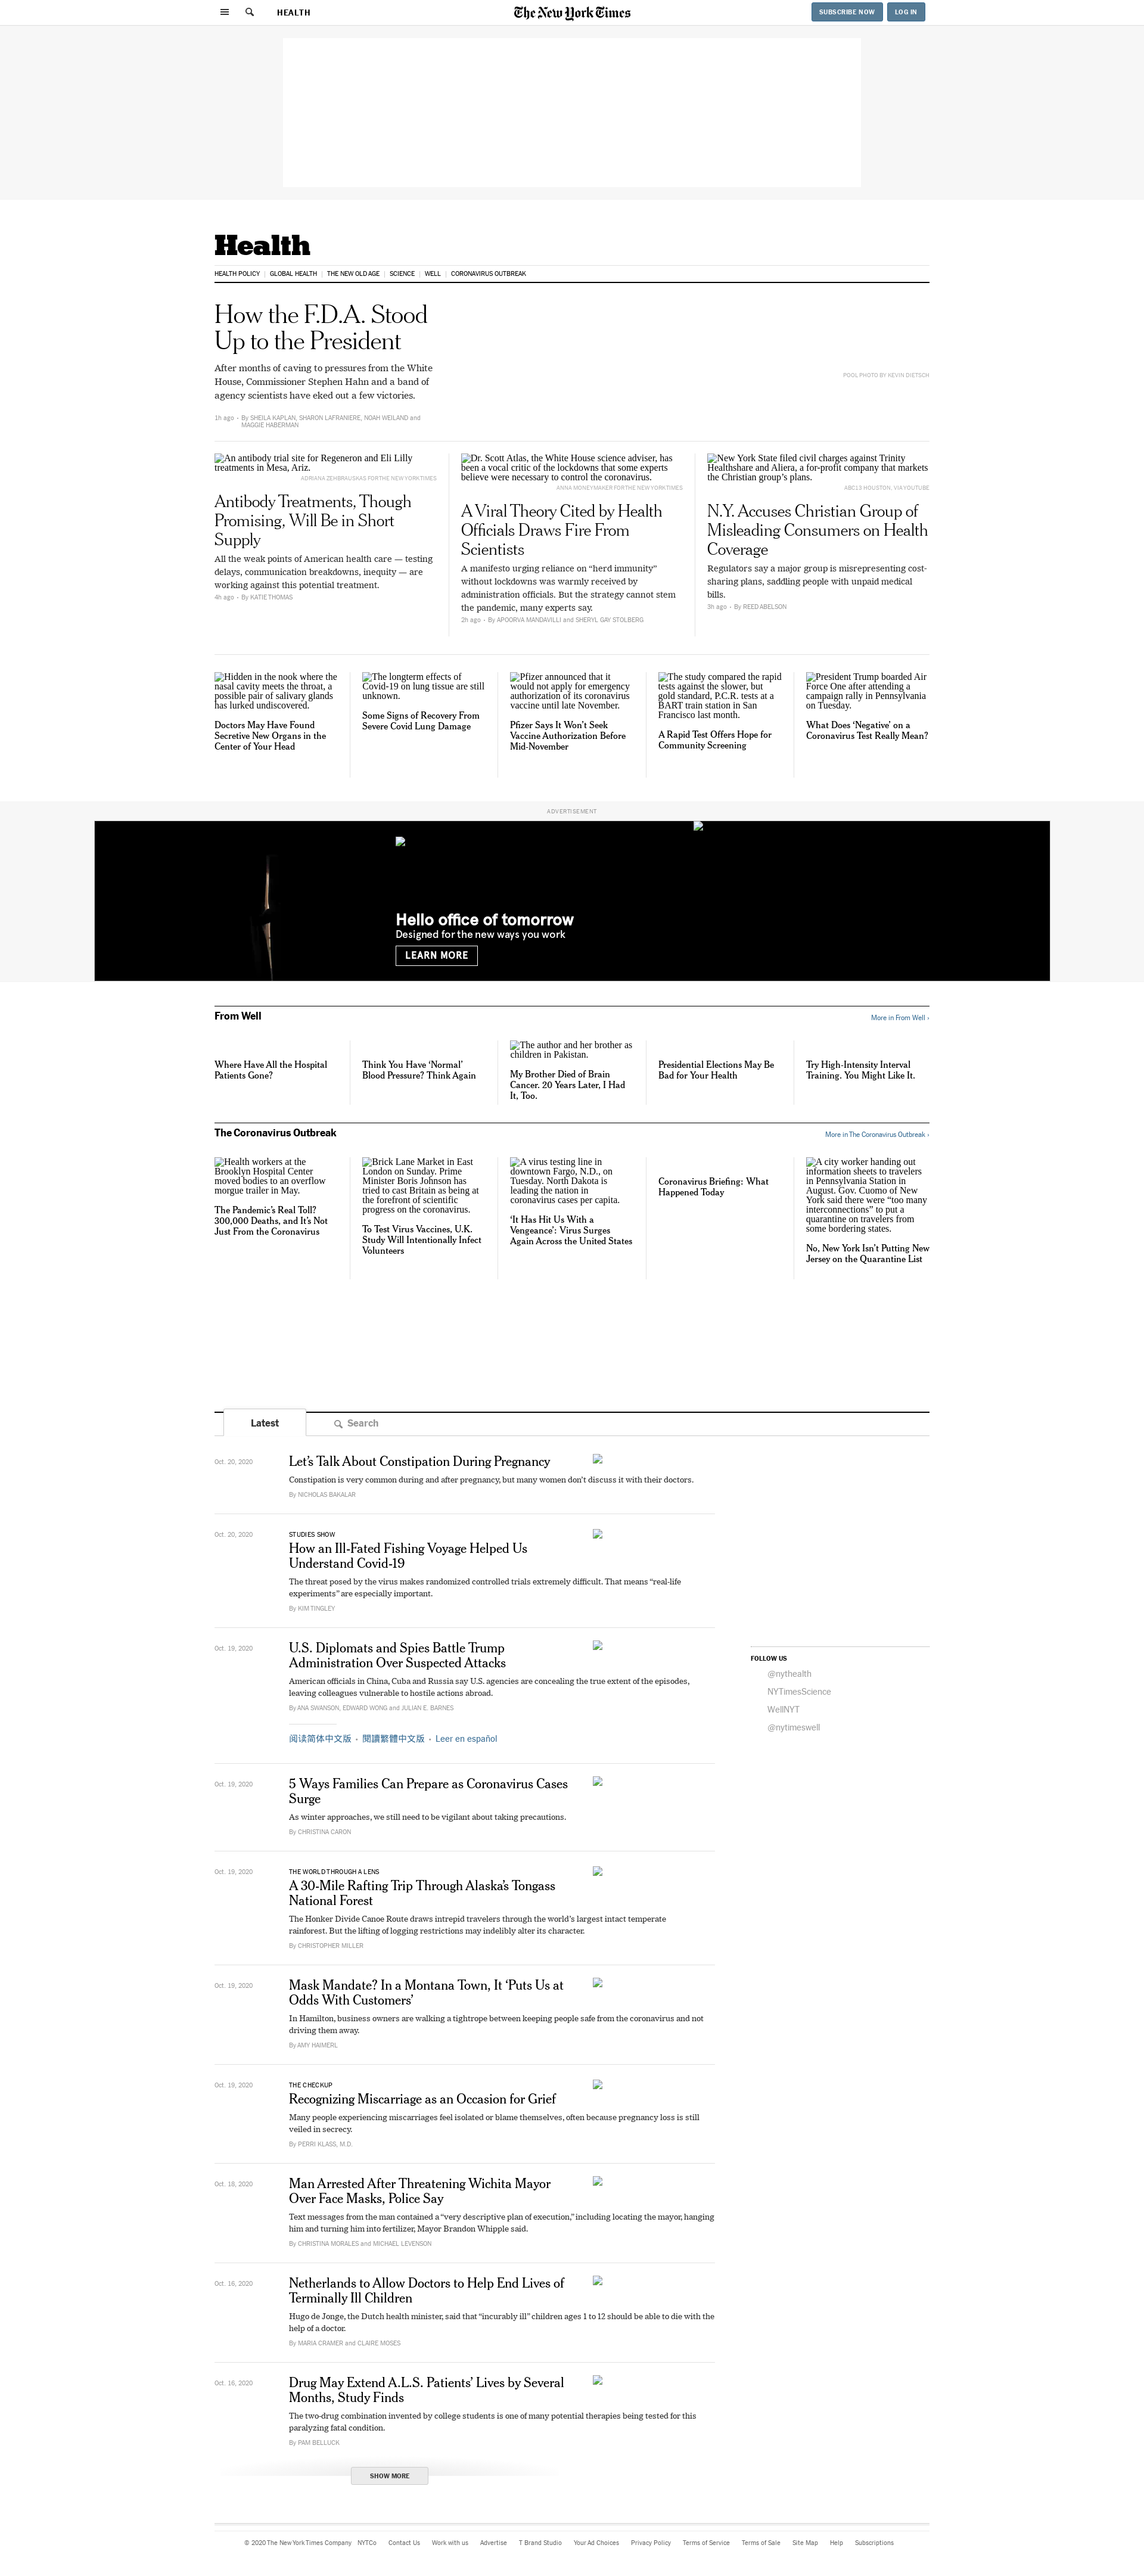 HEALTH
The New York Times
SUBSCRIBE NOW
LOG IN
Health
HEALTH POLICY | GLOBAL HEALTH | THE NEW OLD AGE | SCIENCE | WELL | CORONAVIRUS OUTBREAK
How the F.D.A. Stood
Up to the President
After months of caving to pressures from the White
House, Commissioner Stephen Hahn and a band of
agency scientists have eked out a few victories.
1h ago • By SHEILA KAPLAN, SHARON LAFRANIERE, NOAH WEILAND and
MAGGIE HABERMAN
POOL PHOTO BY KEVIN DIETSCH
An antibody trial site for Regeneron and Eli Lilly
treatments in Mesa, Ariz.
ADRIANA ZEHBRAUSKAS FOR THE NEW YORK TIMES
Antibody Treatments, Though
Promising, Will Be in Short
Supply
All the weak points of American health care — testing
delays, communication breakdowns, inequity — are
working against this potential treatment.
4h ago • By KATIE THOMAS
Dr. Scott Atlas, the White House science adviser, has
been a vocal critic of the lockdowns that some experts
believe were necessary to control the coronavirus.
ANNA MONEYMAKER FOR THE NEW YORK TIMES
A Viral Theory Cited by Health
Officials Draws Fire From
Scientists
A manifesto urging reliance on “herd immunity”
without lockdowns was warmly received by
administration officials. But the strategy cannot stem
the pandemic, many experts say.
2h ago • By APOORVA MANDAVILLI and SHERYL GAY STOLBERG
New York State filed civil charges against Trinity
Healthshare and Aliera, a for-profit company that markets
the Christian group’s plans.
ABC13 HOUSTON, VIA YOUTUBE
N.Y. Accuses Christian Group of
Misleading Consumers on Health
Coverage
Regulators say a major group is misrepresenting cost-
sharing plans, saddling people with unpaid medical
bills.
3h ago • By REED ABELSON
Hidden in the nook where the
nasal cavity meets the throat, a
possible pair of salivary glands
has lurked undiscovered.
Doctors May Have Found
Secretive New Organs in the
Center of Your Head
The longterm effects of
Covid-19 on lung tissue are still
unknown.
Some Signs of Recovery From
Severe Covid Lung Damage
Pfizer announced that it
would not apply for emergency
authorization of its coronavirus
vaccine until late November.
Pfizer Says It Won’t Seek
Vaccine Authorization Before
Mid-November
The study compared the rapid
tests against the slower, but
gold standard, P.C.R. tests at a
BART train station in San
Francisco last month.
A Rapid Test Offers Hope for
Community Screening
President Trump boarded Air
Force One after attending a
campaign rally in Pennsylvania
on Tuesday.
What Does ‘Negative’ on a
Coronavirus Test Really Mean?
ADVERTISEMENT
Hello office of tomorrow
Designed for the new ways you work
LEARN MORE
From Well
More in From Well ›
Where Have All the Hospital
Patients Gone?
Think You Have ‘Normal’
Blood Pressure? Think Again
The author and her brother as
children in Pakistan.
My Brother Died of Brain
Cancer. 20 Years Later, I Had
It, Too.
Presidential Elections May Be
Bad for Your Health
Try High-Intensity Interval
Training. You Might Like It.
The Coronavirus Outbreak
More in The Coronavirus Outbreak ›
Health workers at the
Brooklyn Hospital Center
moved bodies to an overflow
morgue trailer in May.
The Pandemic’s Real Toll?
300,000 Deaths, and It’s Not
Just From the Coronavirus
Brick Lane Market in East
London on Sunday. Prime
Minister Boris Johnson has
tried to cast Britain as being at
the forefront of scientific
progress on the coronavirus.
To Test Virus Vaccines, U.K.
Study Will Intentionally Infect
Volunteers
A virus testing line in
downtown Fargo, N.D., on
Tuesday. North Dakota is
leading the nation in
coronavirus cases per capita.
‘It Has Hit Us With a
Vengeance’: Virus Surges
Again Across the United States
Coronavirus Briefing: What
Happened Today
A city worker handing out
information sheets to travelers
in Pennsylvania Station in
August. Gov. Cuomo of New
York said there were “too many
interconnections” to put a
quarantine on travelers from
some bordering states.
No, New York Isn’t Putting New
Jersey on the Quarantine List
Latest
Search
Oct. 20, 2020
Let’s Talk About Constipation During Pregnancy
Constipation is very common during and after pregnancy, but many women don’t discuss it with their doctors.
By NICHOLAS BAKALAR
Oct. 20, 2020
STUDIES SHOW
How an Ill-Fated Fishing Voyage Helped Us
Understand Covid-19
The threat posed by the virus makes randomized controlled trials extremely difficult. That means “real-life
experiments” are especially important.
By KIM TINGLEY
Oct. 19, 2020
U.S. Diplomats and Spies Battle Trump
Administration Over Suspected Attacks
American officials in China, Cuba and Russia say U.S. agencies are concealing the true extent of the episodes,
leaving colleagues vulnerable to hostile actions abroad.
By ANA SWANSON, EDWARD WONG and JULIAN E. BARNES
阅读简体中文版 • 閱讀繁體中文版 • Leer en español
FOLLOW US
@nythealth
NYTimesScience
WellNYT
@nytimeswell
Oct. 19, 2020
5 Ways Families Can Prepare as Coronavirus Cases
Surge
As winter approaches, we still need to be vigilant about taking precautions.
By CHRISTINA CARON
Oct. 19, 2020
THE WORLD THROUGH A LENS
A 30-Mile Rafting Trip Through Alaska’s Tongass
National Forest
The Honker Divide Canoe Route draws intrepid travelers through the world’s largest intact temperate
rainforest. But the lifting of logging restrictions may indelibly alter its character.
By CHRISTOPHER MILLER
Oct. 19, 2020
Mask Mandate? In a Montana Town, It ‘Puts Us at
Odds With Customers’
In Hamilton, business owners are walking a tightrope between keeping people safe from the coronavirus and not
driving them away.
By AMY HAIMERL
Oct. 19, 2020
THE CHECKUP
Recognizing Miscarriage as an Occasion for Grief
Many people experiencing miscarriages feel isolated or blame themselves, often because pregnancy loss is still
veiled in secrecy.
By PERRI KLASS, M.D.
Oct. 18, 2020
Man Arrested After Threatening Wichita Mayor
Over Face Masks, Police Say
Text messages from the man contained a “very descriptive plan of execution,” including locating the mayor, hanging
him and turning him into fertilizer, Mayor Brandon Whipple said.
By CHRISTINA MORALES and MICHAEL LEVENSON
Oct. 16, 2020
Netherlands to Allow Doctors to Help End Lives of
Terminally Ill Children
Hugo de Jonge, the Dutch health minister, said that “incurably ill” children ages 1 to 12 should be able to die with the
help of a doctor.
By MARIA CRAMER and CLAIRE MOSES
Oct. 16, 2020
Drug May Extend A.L.S. Patients’ Lives by Several
Months, Study Finds
The two-drug combination invented by college students is one of many potential therapies being tested for this
paralyzing fatal condition.
By PAM BELLUCK
SHOW MORE
© 2020 The New York Times Company NYTCo Contact Us Work with us Advertise T Brand Studio Your Ad Choices Privacy Policy Terms of Service Terms of Sale Site Map Help Subscriptions